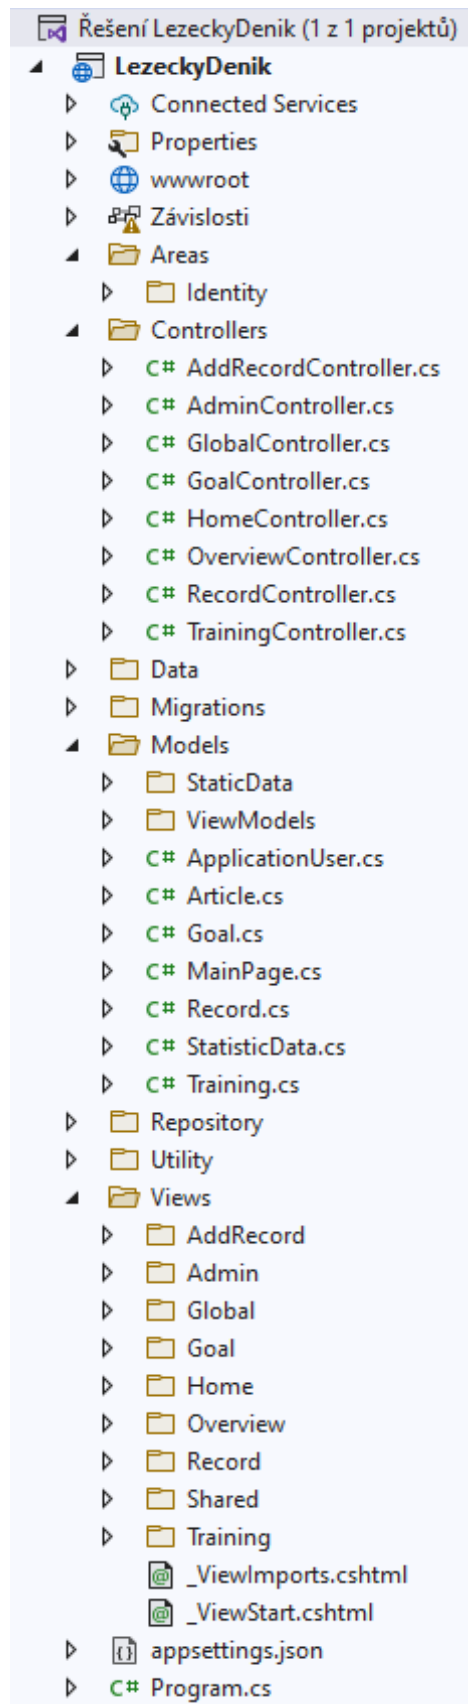 Řešení LezeckyDenik (1 z 1 projektů)
LezeckyDenik
Connected Services
Properties
wwwroot
Závislosti
Areas
Identity
Controllers
C# AddRecordController.cs
C# AdminController.cs
C# GlobalController.cs
C# GoalController.cs
C# HomeController.cs
C# OverviewController.cs
C# RecordController.cs
C# TrainingController.cs
Data
Migrations
Models
StaticData
ViewModels
C# ApplicationUser.cs
C# Article.cs
C# Goal.cs
C# MainPage.cs
C# Record.cs
C# StatisticData.cs
C# Training.cs
Repository
Utility
Views
AddRecord
Admin
Global
Goal
Home
Overview
Record
Shared
Training
_ViewImports.cshtml
_ViewStart.cshtml
appsettings.json
C# Program.cs